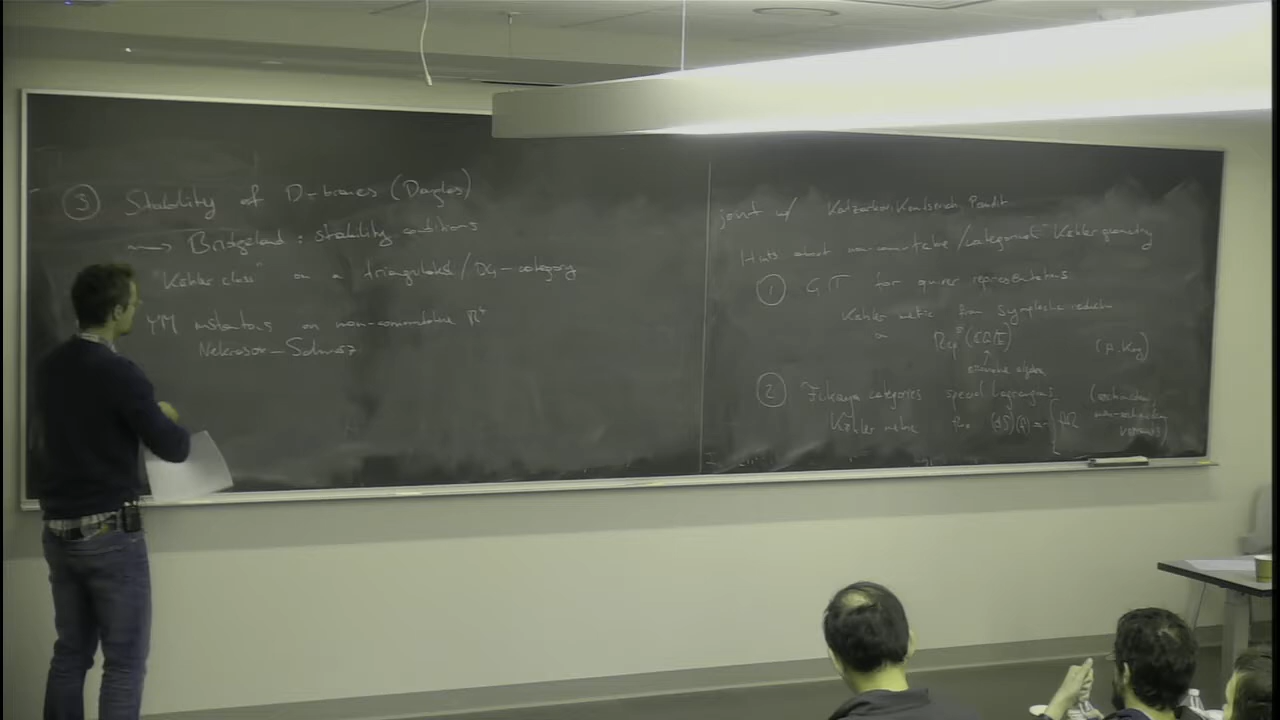 ③ Stability of D-branes (Douglas)
⟿ Bridgeland: stability conditions
"Kähler class" on a triangulated/DG-category
YM instantons on non-commutative ℝ⁴
Nekrasov-Schwarz
joint w/ Katzarkov, Kontsevich, Pandit
Hints about non-commutative/categorical "Kähler geometry"
① GIT for quiver representations
Kähler metric from symplectic reduction
on Rep (ℂQ/I) (A. King)
② Fukaya categories special Lagrangians
Kähler metric from